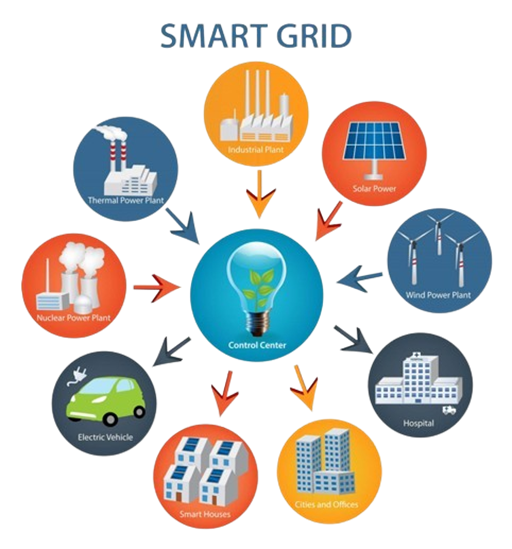 SMART GRID
Industrial Plant
Solar Power
Thermal Power Plant
Wind Power Plant
Nuclear Power Plant
Control Center
Hospital
Electric Vehicle
Cities and Offices
Smart Houses